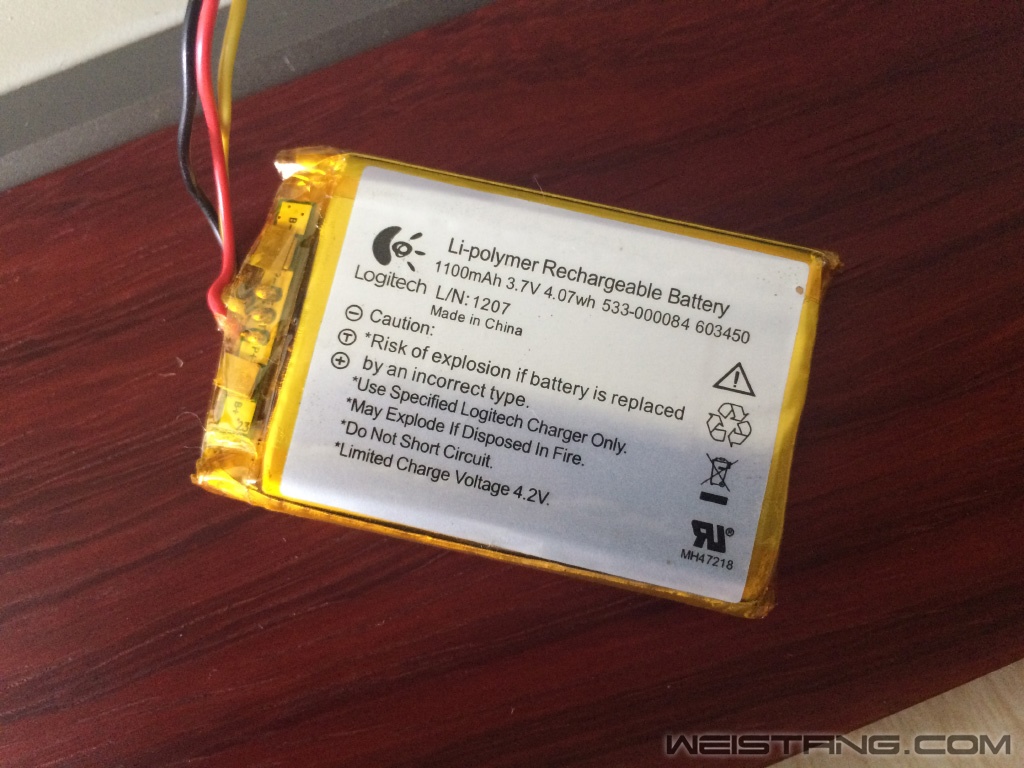 Logitech
Li-polymer Rechargeable Battery
1100mAh 3.7V 4.07wh 533-000084 603450
L/N: 1207
Made in China
Caution:
*Risk of explosion if battery is replaced
by an incorrect type.
*Use Specified Logitech Charger Only.
*May Explode If Disposed In Fire.
*Do Not Short Circuit.
*Limited Charge Voltage 4.2V.
T
MH47218
WEISTANG.COM